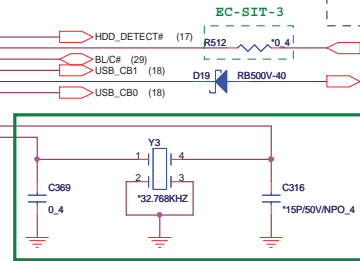 EC-SIT-3
HDD_DETECT# (17)
R512 *0_4
BL/C# (29)
USB_CB1 (18)
D19 RB500V-40
USB_CB0 (18)
Y3
1 4
2 3
C369
C316
0_4
*32.768KHZ
*15P/50V/NPO_4